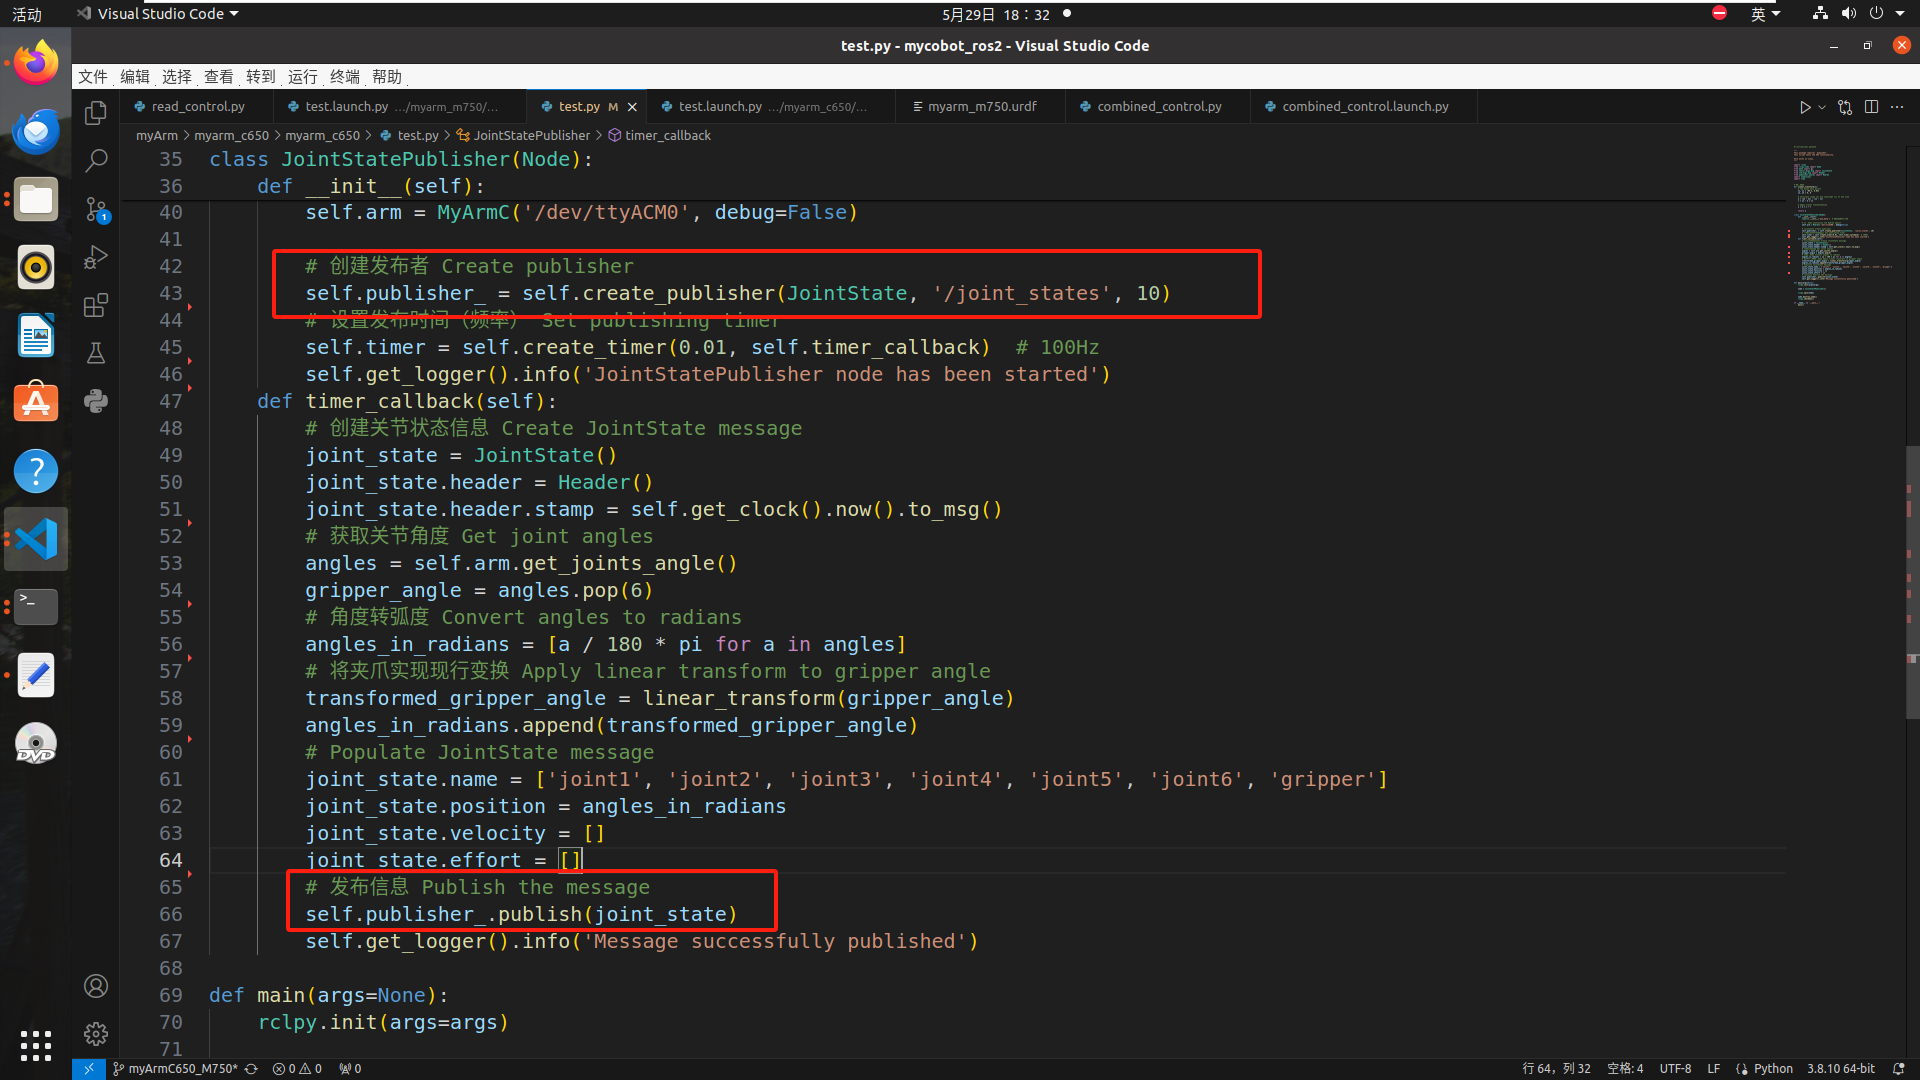 活动 Visual Studio Code 5月29日 18：32 英
test.py - mycobot_ros2 - Visual Studio Code
文件 编辑 选择 查看 转到 运行 终端 帮助
read_control.py test.launch.py .../myarm_m750/... test.py M test.launch.py .../myarm_c650/... myarm_m750.urdf combined_control.py combined_control.launch.py
myArm > myarm_c650 > myarm_c650 > test.py > JointStatePublisher > timer_callback
35 class JointStatePublisher(Node):
36 def __init__(self):
40 self.arm = MyArmC('/dev/ttyACM0', debug=False)
41
42 # 创建发布者 Create publisher
43 self.publisher_ = self.create_publisher(JointState, '/joint_states', 10)
44 # 设置发布时间（频率） Set publishing timer
45 self.timer = self.create_timer(0.01, self.timer_callback) # 100Hz
46 self.get_logger().info('JointStatePublisher node has been started')
47 def timer_callback(self):
48 # 创建关节状态信息 Create JointState message
49 joint_state = JointState()
50 joint_state.header = Header()
51 joint_state.header.stamp = self.get_clock().now().to_msg()
52 # 获取关节角度 Get joint angles
53 angles = self.arm.get_joints_angle()
54 gripper_angle = angles.pop(6)
55 # 角度转弧度 Convert angles to radians
56 angles_in_radians = [a / 180 * pi for a in angles]
57 # 将夹爪实现现行变换 Apply linear transform to gripper angle
58 transformed_gripper_angle = linear_transform(gripper_angle)
59 angles_in_radians.append(transformed_gripper_angle)
60 # Populate JointState message
61 joint_state.name = ['joint1', 'joint2', 'joint3', 'joint4', 'joint5', 'joint6', 'gripper']
62 joint_state.position = angles_in_radians
63 joint_state.velocity = []
64 joint_state.effort = []
65 # 发布信息 Publish the message
66 self.publisher_.publish(joint_state)
67 self.get_logger().info('Message successfully published')
68
69 def main(args=None):
70 rclpy.init(args=args)
71
myArmC650_M750* 0 0 0 行 64，列 32 空格: 4 UTF-8 LF Python 3.8.10 64-bit